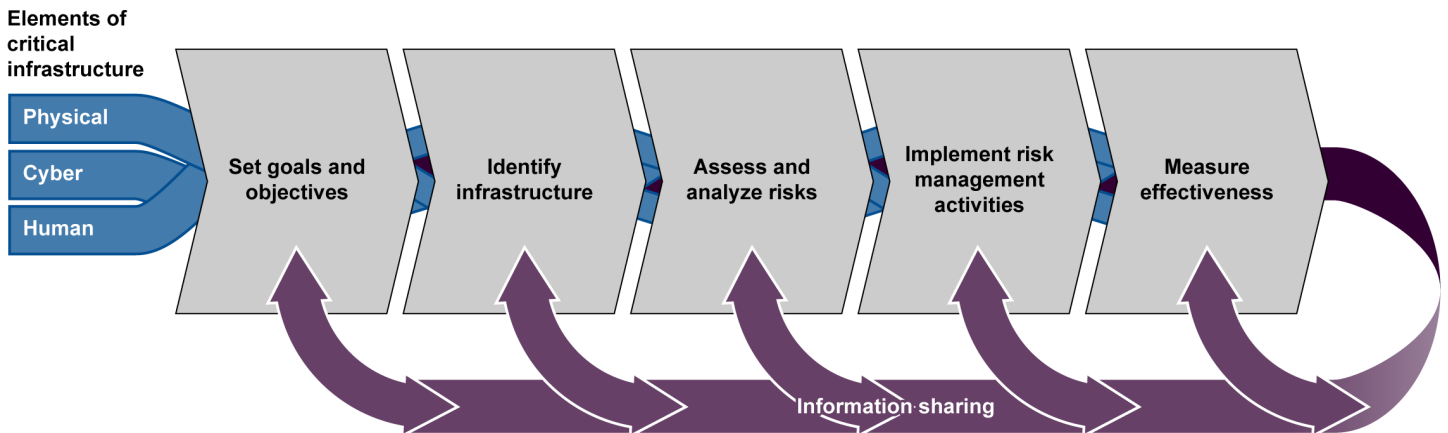 Elements of
critical
infrastructure
Physical
Cyber
Human
Set goals and
objectives
Identify
infrastructure
Assess and
analyze risks
Implement risk
management
activities
Measure
effectiveness
Information sharing